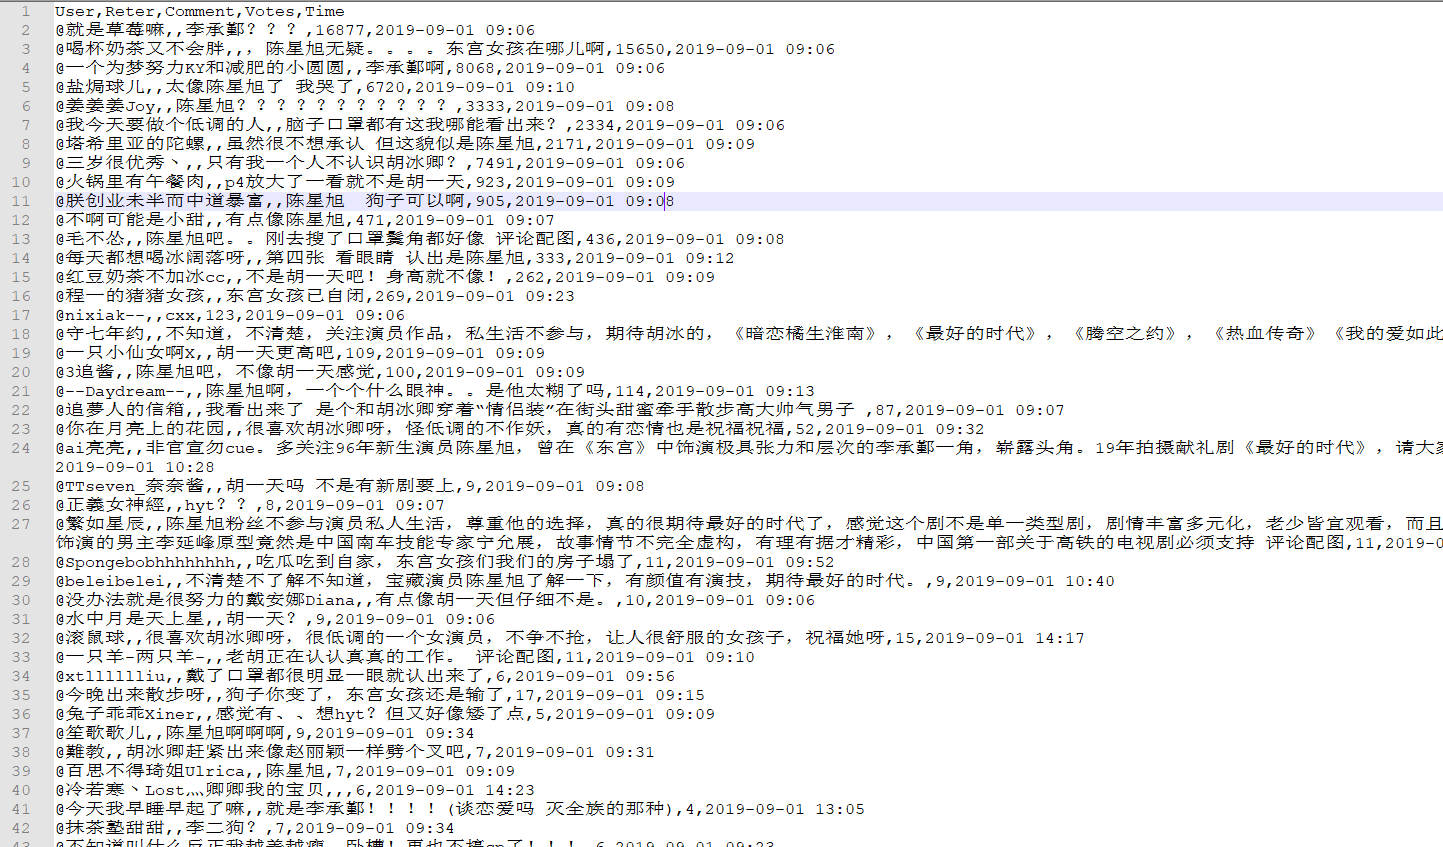 1 User,Reter,Comment,Votes,Time
2 @就是草莓嘛,,李承鄞？？？,16877,2019-09-01 09:06
3 @喝杯奶茶又不会胖,,，陈星旭无疑。。。。东宫女孩在哪儿啊,15650,2019-09-01 09:06
4 @一个为梦努力KY和减肥的小圆圆,,李承鄞啊,8068,2019-09-01 09:06
5 @盐焗球儿,,太像陈星旭了 我哭了,6720,2019-09-01 09:10
6 @姜姜姜Joy,,陈星旭？？？？？？？？？？？,3333,2019-09-01 09:08
7 @我今天要做个低调的人,,脑子口罩都有这我哪能看出来？,2334,2019-09-01 09:06
8 @塔希里亚的陀螺,,虽然很不想承认 但这貌似是陈星旭,2171,2019-09-01 09:09
9 @三岁很优秀丶,,只有我一个人不认识胡冰卿？,7491,2019-09-01 09:06
10 @火锅里有午餐肉,,p4放大了一看就不是胡一天,923,2019-09-01 09:09
11 @朕创业未半而中道暴富,,陈星旭  狗子可以啊,905,2019-09-01 09:08
12 @不啊可能是小甜,,有点像陈星旭,471,2019-09-01 09:07
13 @毛不怂,,陈星旭吧。。刚去搜了口罩鬓角都好像 评论配图,436,2019-09-01 09:08
14 @每天都想喝冰阔落呀,,第四张 看眼睛 认出是陈星旭,333,2019-09-01 09:12
15 @红豆奶茶不加冰cc,,不是胡一天吧！身高就不像！,262,2019-09-01 09:09
16 @程一的猪猪女孩,,东宫女孩已自闭,269,2019-09-01 09:23
17 @nixiak--,,cxx,123,2019-09-01 09:06
18 @守七年约,,不知道，不清楚，关注演员作品，私生活不参与，期待胡冰的，《暗恋橘生淮南》，《最好的时代》，《腾空之约》，《热血传奇》《我的爱如此
19 @一只小仙女啊X,,胡一天更高吧,109,2019-09-01 09:09
20 @3追酱,,陈星旭吧，不像胡一天感觉,100,2019-09-01 09:09
21 @--Daydream--,,陈星旭啊，一个个什么眼神。。是他太糊了吗,114,2019-09-01 09:13
22 @追夢人的信箱,,我看出来了 是个和胡冰卿穿着“情侣装”在街头甜蜜牵手散步高大帅气男子 ,87,2019-09-01 09:07
23 @你在月亮上的花园,,很喜欢胡冰卿呀，怪低调的不作妖，真的有恋情也是祝福祝福,52,2019-09-01 09:32
24 @ai亮亮,,非官宣勿cue。多关注96年新生演员陈星旭，曾在《东宫》中饰演极具张力和层次的李承鄞一角，崭露头角。19年拍摄献礼剧《最好的时代》，请大家
2019-09-01 10:28
25 @TTseven_奈奈酱,,胡一天吗 不是有新剧要上,9,2019-09-01 09:08
26 @正義女神經,,hyt？？,8,2019-09-01 09:07
27 @繁如星辰,,陈星旭粉丝不参与演员私人生活，尊重他的选择，真的很期待最好的时代了，感觉这个剧不是单一类型剧，剧情丰富多元化，老少皆宜观看，而且
饰演的男主李延峰原型竟然是中国南车技能专家宁允展，故事情节不完全虚构，有理有据才精彩，中国第一部关于高铁的电视剧必须支持 评论配图,11,2019-0
28 @Spongebobhhhhhhhh,,吃瓜吃到自家，东宫女孩们我们的房子塌了,11,2019-09-01 09:52
29 @beleibelei,,不清楚不了解不知道，宝藏演员陈星旭了解一下，有颜值有演技，期待最好的时代。,9,2019-09-01 10:40
30 @没办法就是很努力的戴安娜Diana,,有点像胡一天但仔细不是。,10,2019-09-01 09:06
31 @水中月是天上星,,胡一天？,9,2019-09-01 09:06
32 @滚鼠球,,很喜欢胡冰卿呀，很低调的一个女演员，不争不抢，让人很舒服的女孩子，祝福她呀,15,2019-09-01 14:17
33 @一只羊-两只羊-,,老胡正在认认真真的工作。 评论配图,11,2019-09-01 09:10
34 @xtlllllliu,,戴了口罩都很明显一眼就认出来了,6,2019-09-01 09:56
35 @今晚出来散步呀,,狗子你变了，东宫女孩还是输了,17,2019-09-01 09:15
36 @兔子乖乖Xiner,,感觉有、、想hyt？但又好像矮了点,5,2019-09-01 09:09
37 @笙歌歌儿,,陈星旭啊啊啊,9,2019-09-01 09:34
38 @難教,,胡冰卿赶紧出来像赵丽颖一样劈个叉吧,7,2019-09-01 09:31
39 @百思不得琦姐Ulrica,,陈星旭,7,2019-09-01 09:09
40 @冷若寒丶Lost灬卿卿我的宝贝,,,6,2019-09-01 14:23
41 @今天我早睡早起了嘛,,就是李承鄞！！！！(谈恋爱吗 灭全族的那种),4,2019-09-01 13:05
42 @抹茶塾甜甜,,李二狗？,7,2019-09-01 09:34